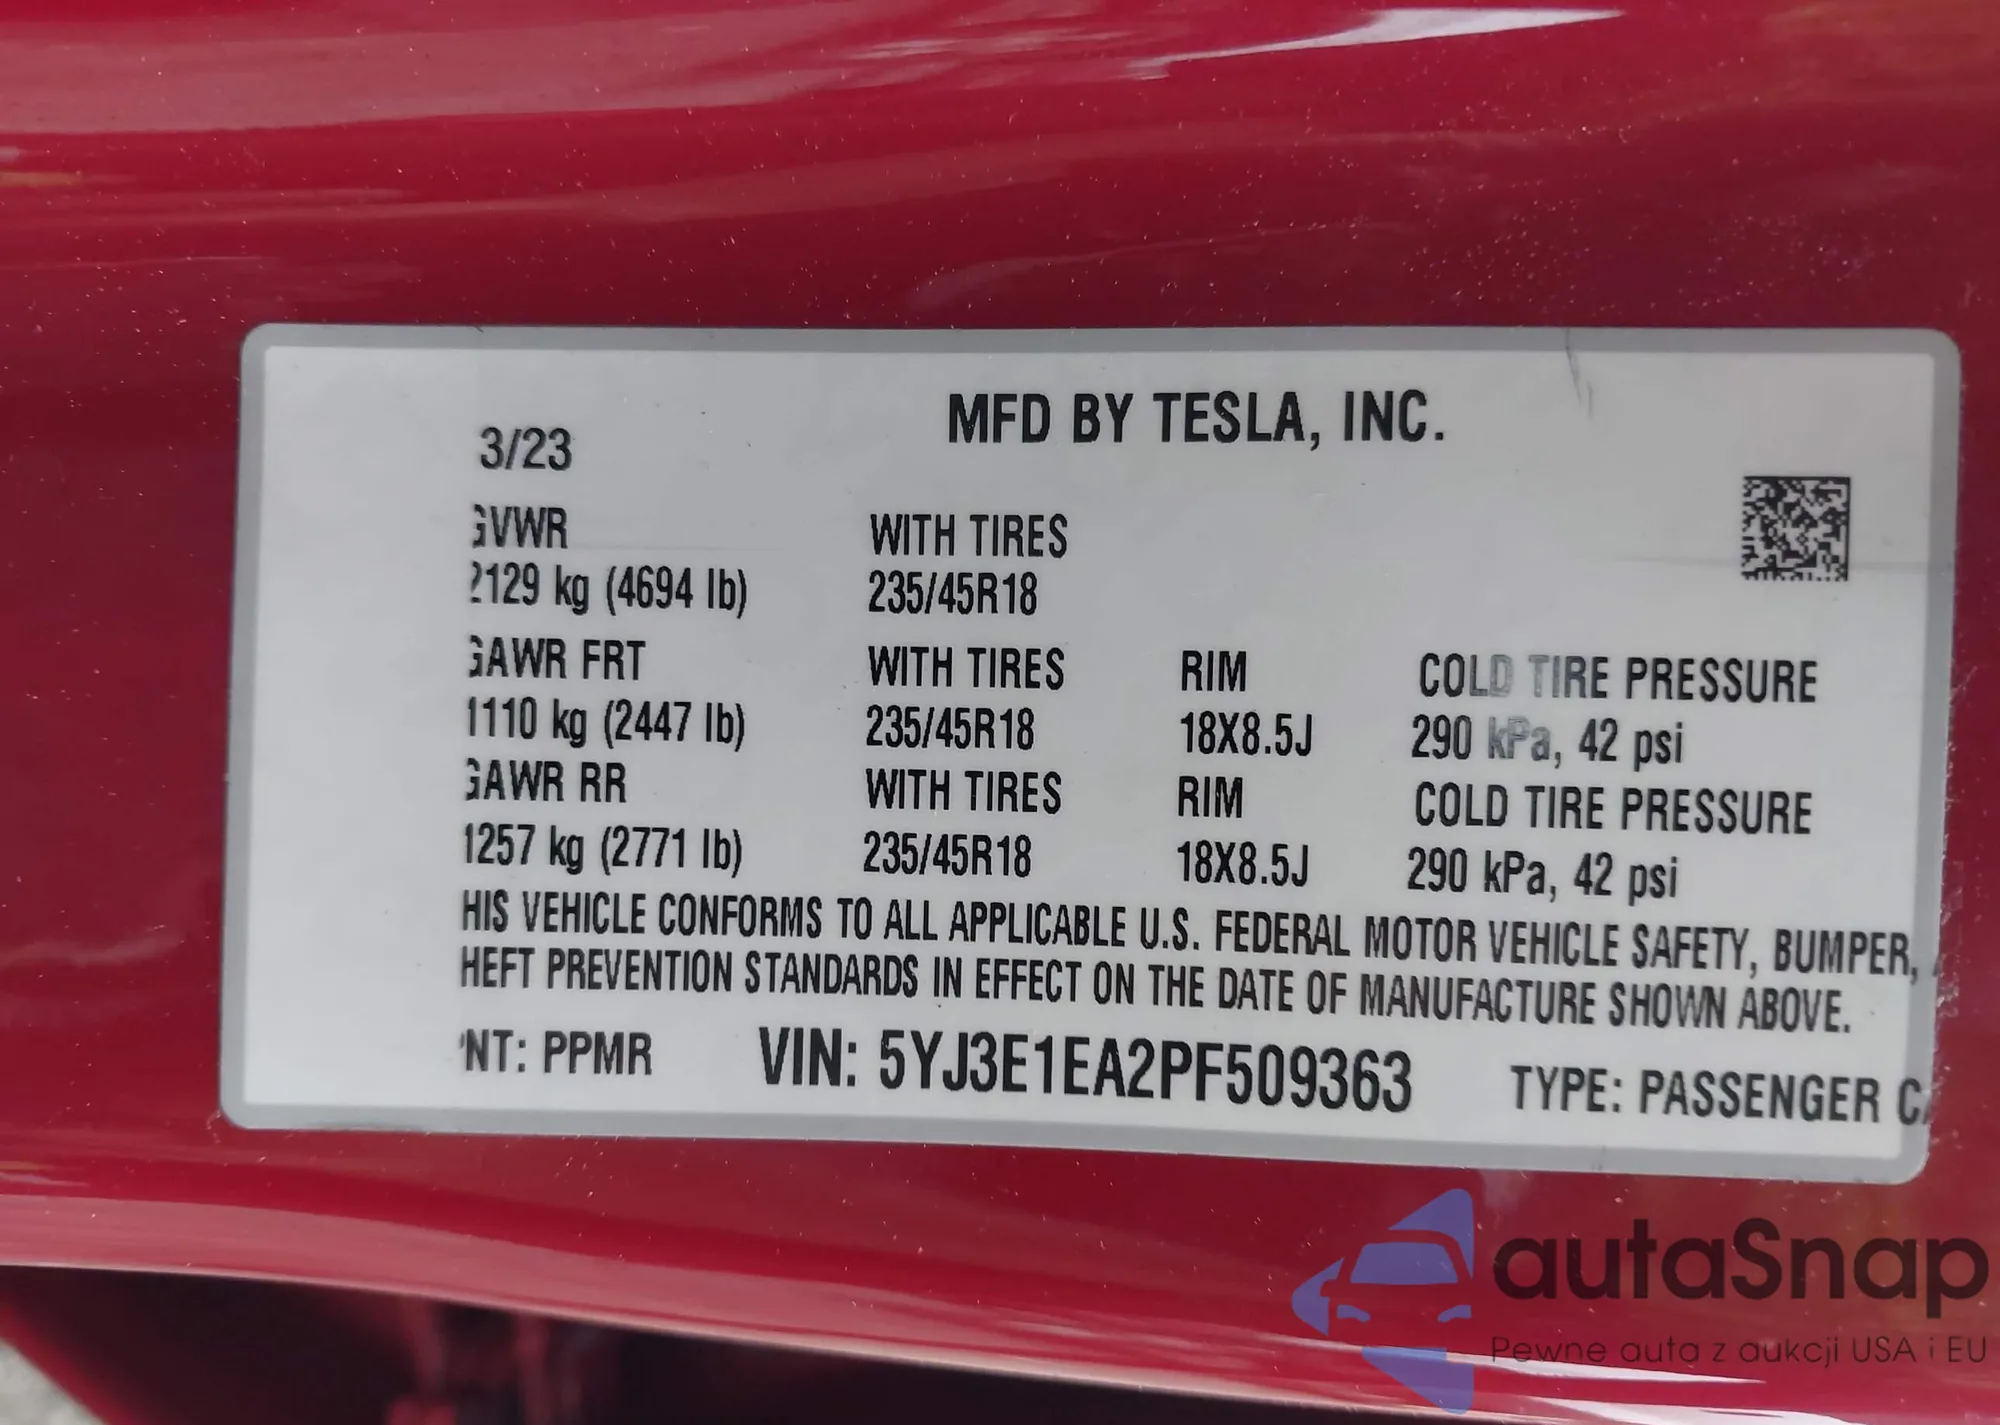 MFD BY TESLA, INC.
3/23
GVWR WITH TIRES
2129 kg (4694 lb) 235/45R18
GAWR FRT WITH TIRES RIM COLD TIRE PRESSURE
1110 kg (2447 lb) 235/45R18 18X8.5J 290 kPa, 42 psi
GAWR RR WITH TIRES RIM COLD TIRE PRESSURE
1257 kg (2771 lb) 235/45R18 18X8.5J 290 kPa, 42 psi
HIS VEHICLE CONFORMS TO ALL APPLICABLE U.S. FEDERAL MOTOR VEHICLE SAFETY, BUMPER,
HEFT PREVENTION STANDARDS IN EFFECT ON THE DATE OF MANUFACTURE SHOWN ABOVE.
NT: PPMR VIN: 5YJ3E1EA2PF509363 TYPE: PASSENGER C
autaSnap
Pewne auta z aukcji USA i EU